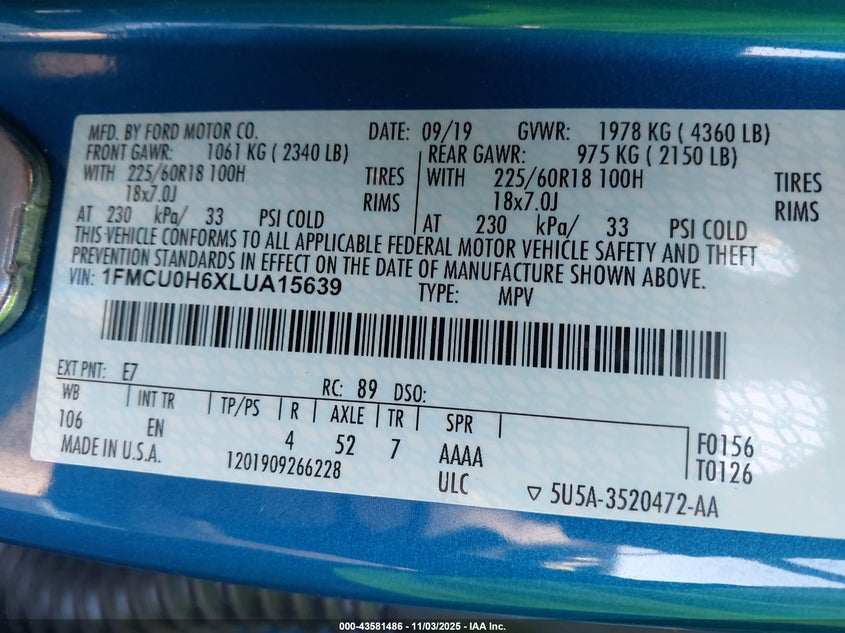 MFD. BY FORD MOTOR CO. DATE: 09/19 GVWR: 1978 KG ( 4360 LB)
FRONT GAWR: 1061 KG ( 2340 LB) REAR GAWR: 975 KG ( 2150 LB)
WITH 225/60R18 100H TIRES WITH 225/60R18 100H TIRES
18x7.0J RIMS 18x7.0J RIMS
AT 230 kPa/ 33 PSI COLD AT 230 kPa/ 33 PSI COLD
THIS VEHICLE CONFORMS TO ALL APPLICABLE FEDERAL MOTOR VEHICLE SAFETY AND THEFT
PREVENTION STANDARDS IN EFFECT ON THE DATE OF MANUFACTURE SHOWN ABOVE.
VIN: 1FMCU0H6XLUA15639 TYPE: MPV
EXT PNT: E7 RC: 89 DSO:
WB INT TR TP/PS R AXLE TR SPR
106 EN 4 52 7 AAAA F0156
MADE IN U.S.A. 1201909266228 ULC T0126
▽ 5U5A-3520472-AA
000-43581486 - 11/03/2025 - IAA Inc.